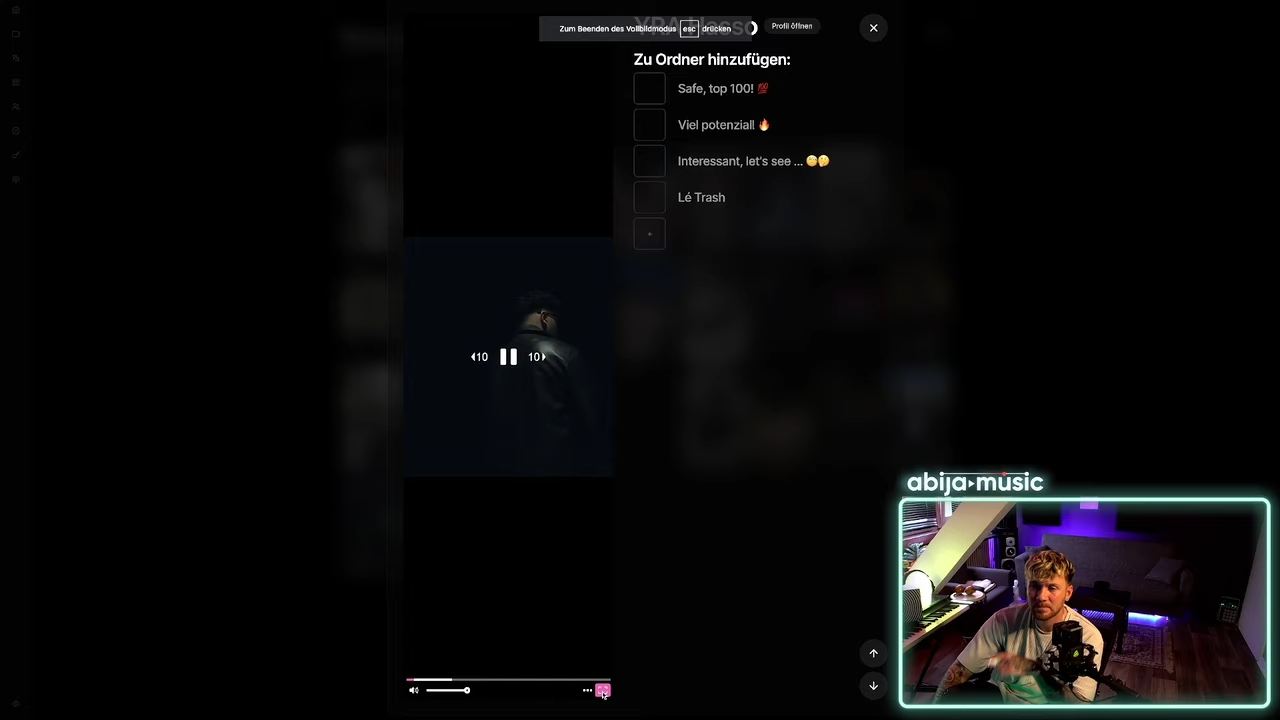 Zum Beenden des Vollbildmodus esc drücken
Profil öffnen
Zu Ordner hinzufügen:
Safe, top 100! 💯
Viel potenzial! 🔥
Interessant, let's see ... 😁🤔
Lé Trash
+
10
10
abija music